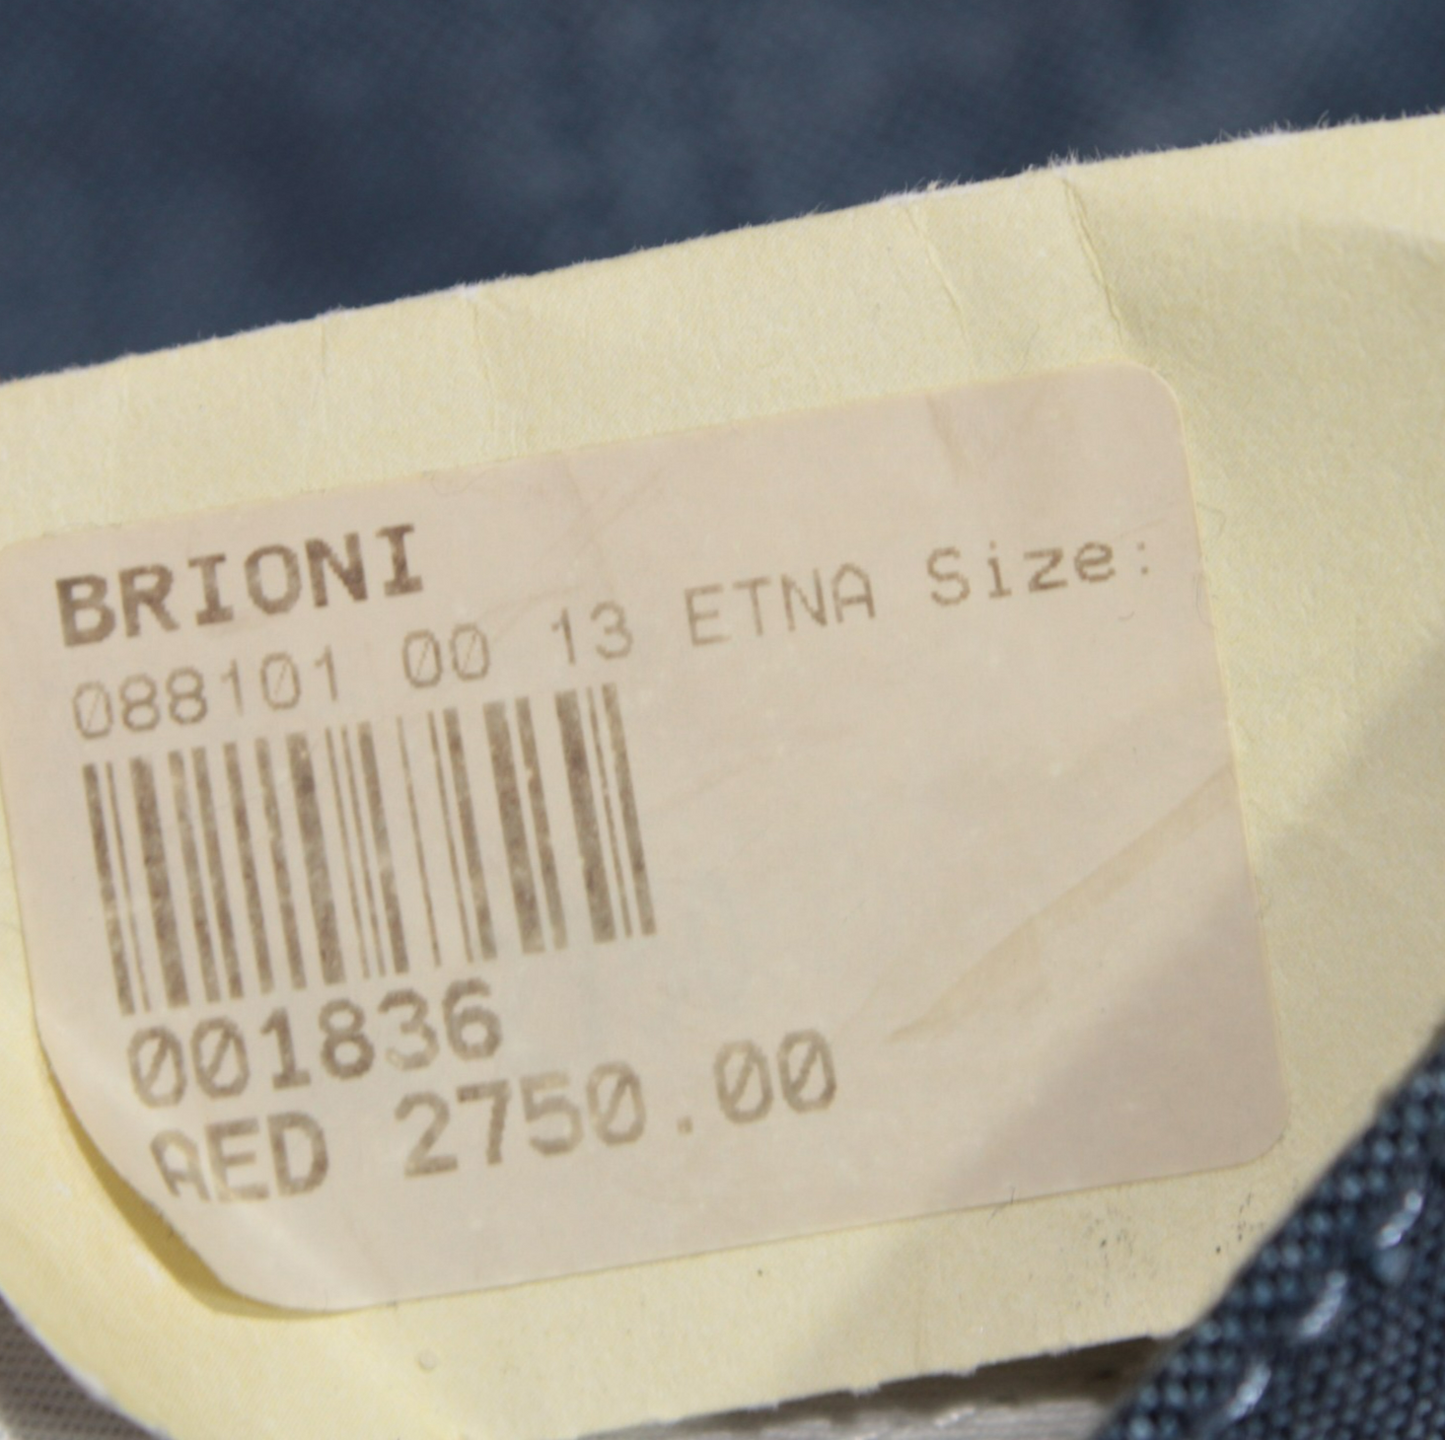 BRIONI
088101 00 13 ETNA Size:
001836
AED 2750.00